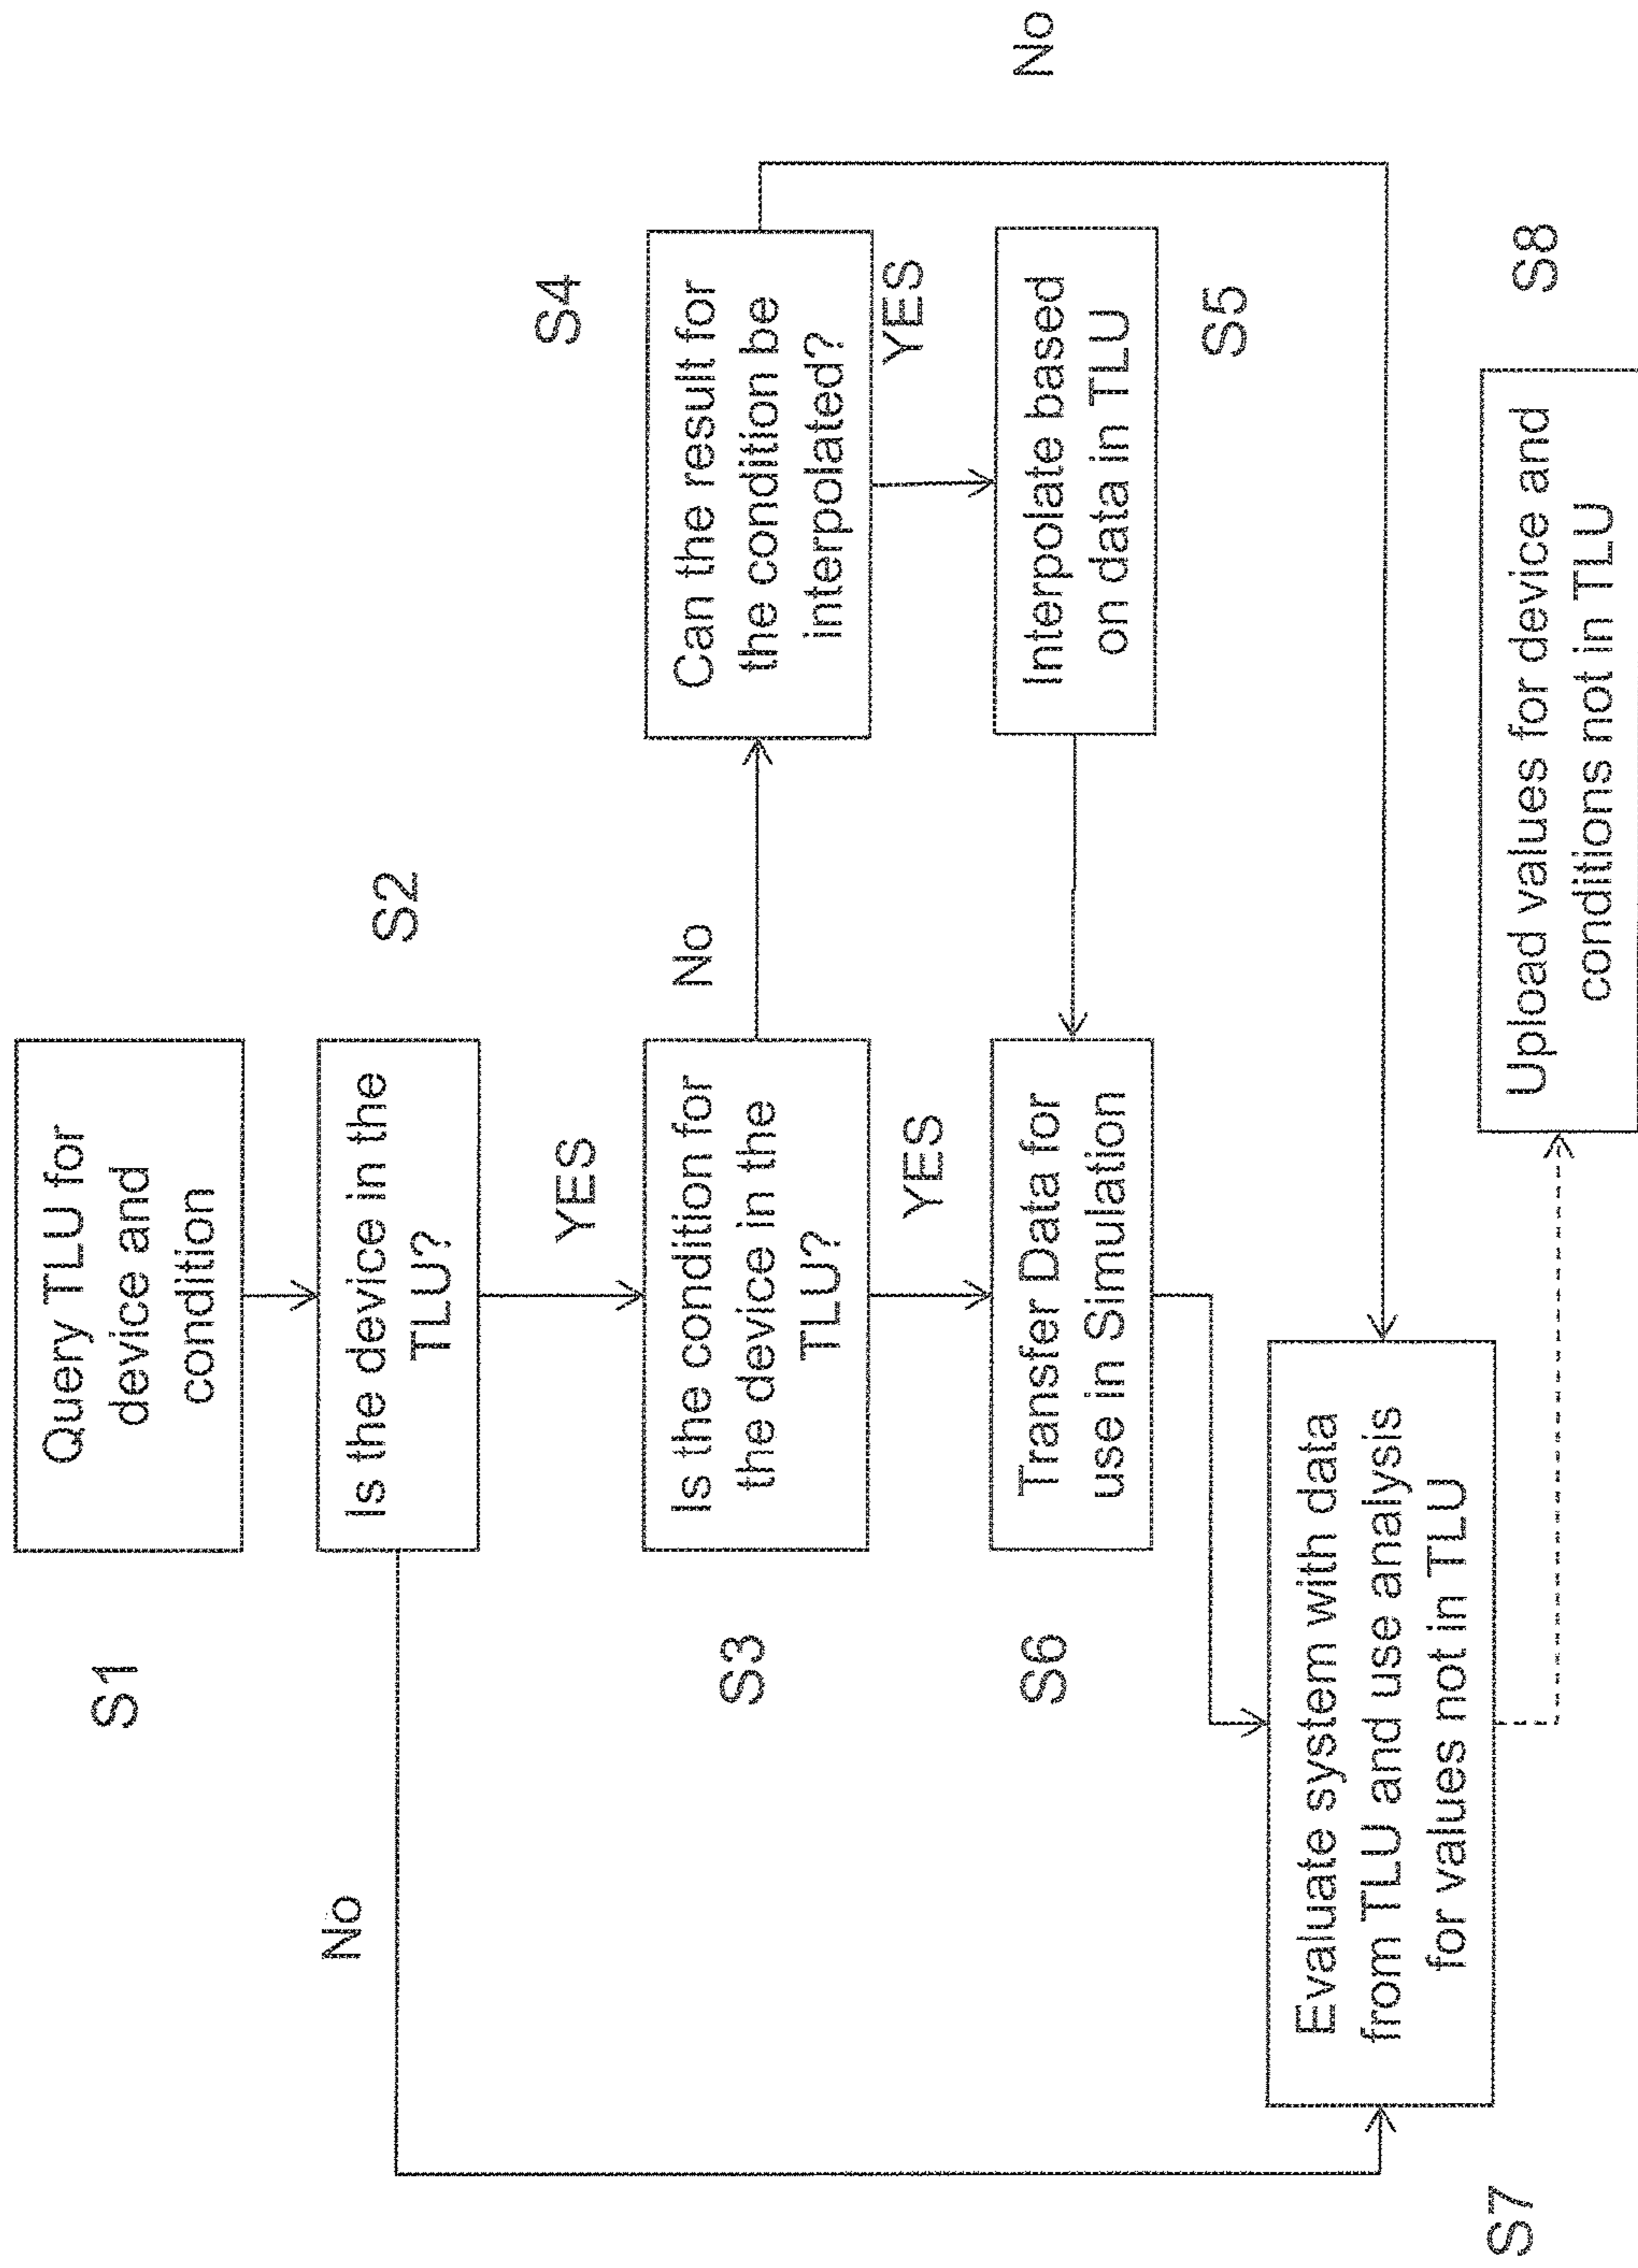 S1
Query TLU for
device and
condition
S2
Is the device in the
TLU?
No
YES
S3
Is the condition for
the device in the
TLU?
No
YES
S4
Can the result for
the condition be
interpolated?
YES
No
S5
Interpolate based
on data in TLU
S6
Transfer Data for
use in Simulation
S7
Evaluate system with data
from TLU and use analysis
for values not in TLU
S8
Upload values for device and
conditions not in TLU